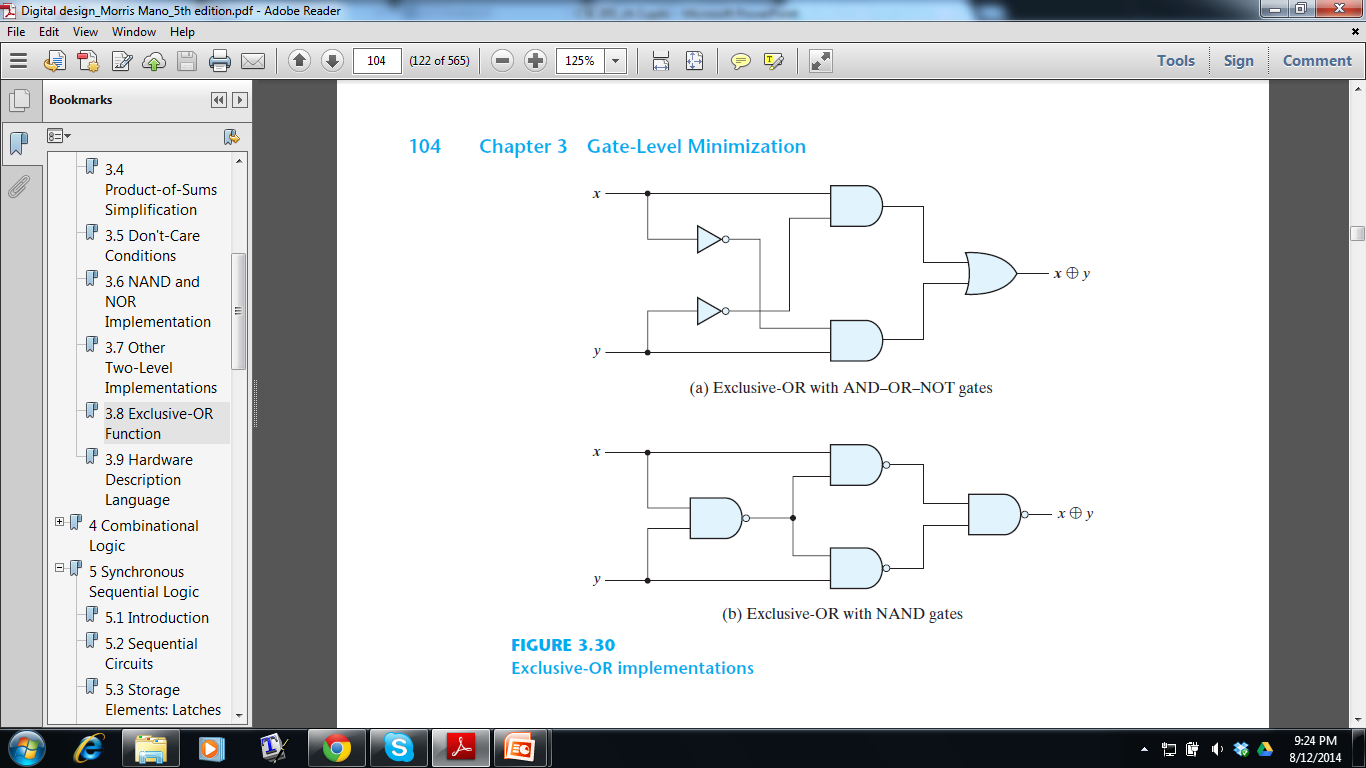 Digital design_Morris Mano_5th edition.pdf - Adobe Reader
File Edit View Window Help
104 (122 of 565) 125% Tools Sign Comment
Bookmarks
3.4
Product-of-Sums
Simplification
3.5 Don't-Care
Conditions
3.6 NAND and
NOR
Implementation
3.7 Other
Two-Level
Implementations
3.8 Exclusive-OR
Function
3.9 Hardware
Description
Language
4 Combinational
Logic
5 Synchronous
Sequential Logic
5.1 Introduction
5.2 Sequential
Circuits
5.3 Storage
Elements: Latches
104 Chapter 3 Gate-Level Minimization
x
x ⊕ y
y
(a) Exclusive-OR with AND–OR–NOT gates
x
x ⊕ y
y
(b) Exclusive-OR with NAND gates
FIGURE 3.30
Exclusive-OR implementations
9:24 PM
8/12/2014